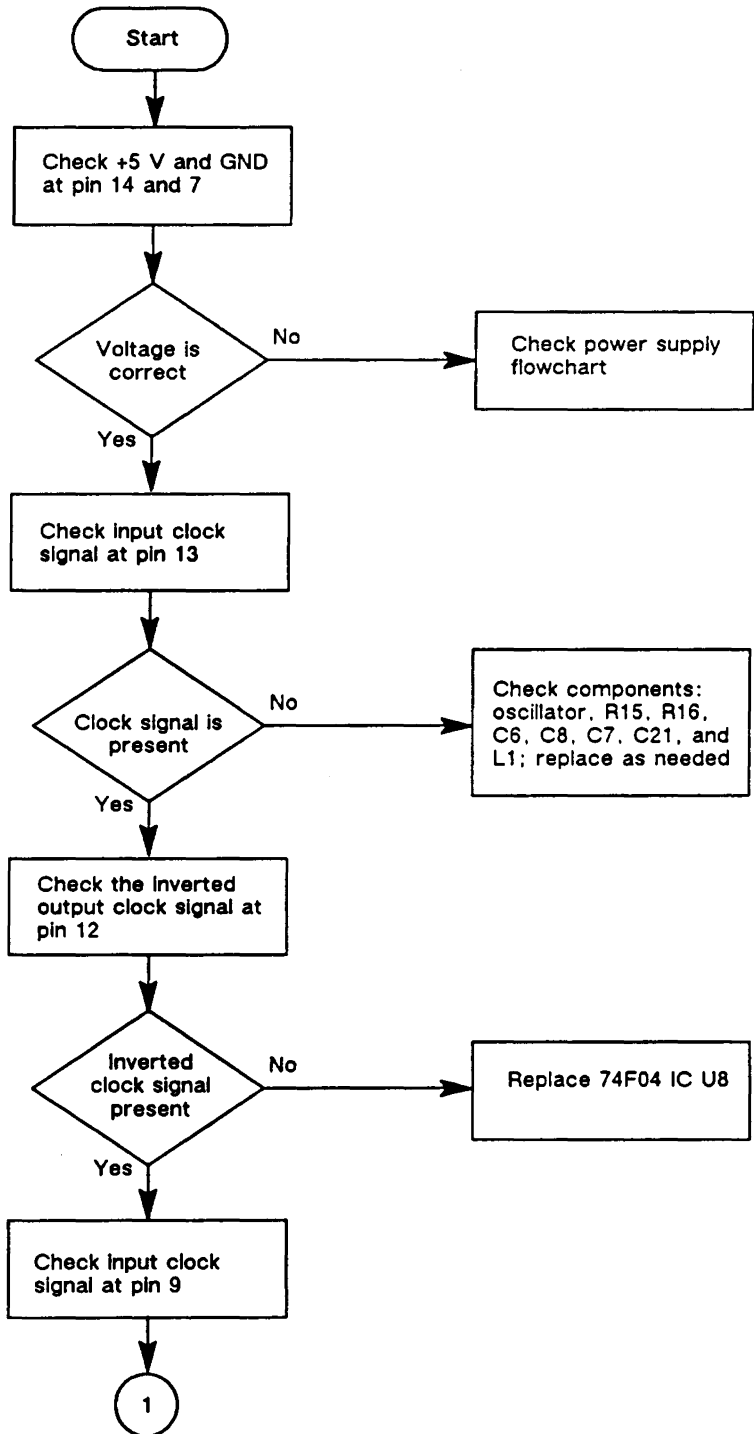 Start
Check +5 V and GND
at pin 14 and 7
Voltage is
correct
No
Check power supply
flowchart
Yes
Check input clock
signal at pin 13
Clock signal is
present
No
Check components:
oscillator, R15, R16,
C6, C8, C7, C21, and
L1; replace as needed
Yes
Check the inverted
output clock signal at
pin 12
Inverted
clock signal
present
No
Replace 74F04 IC U8
Yes
Check input clock
signal at pin 9
1